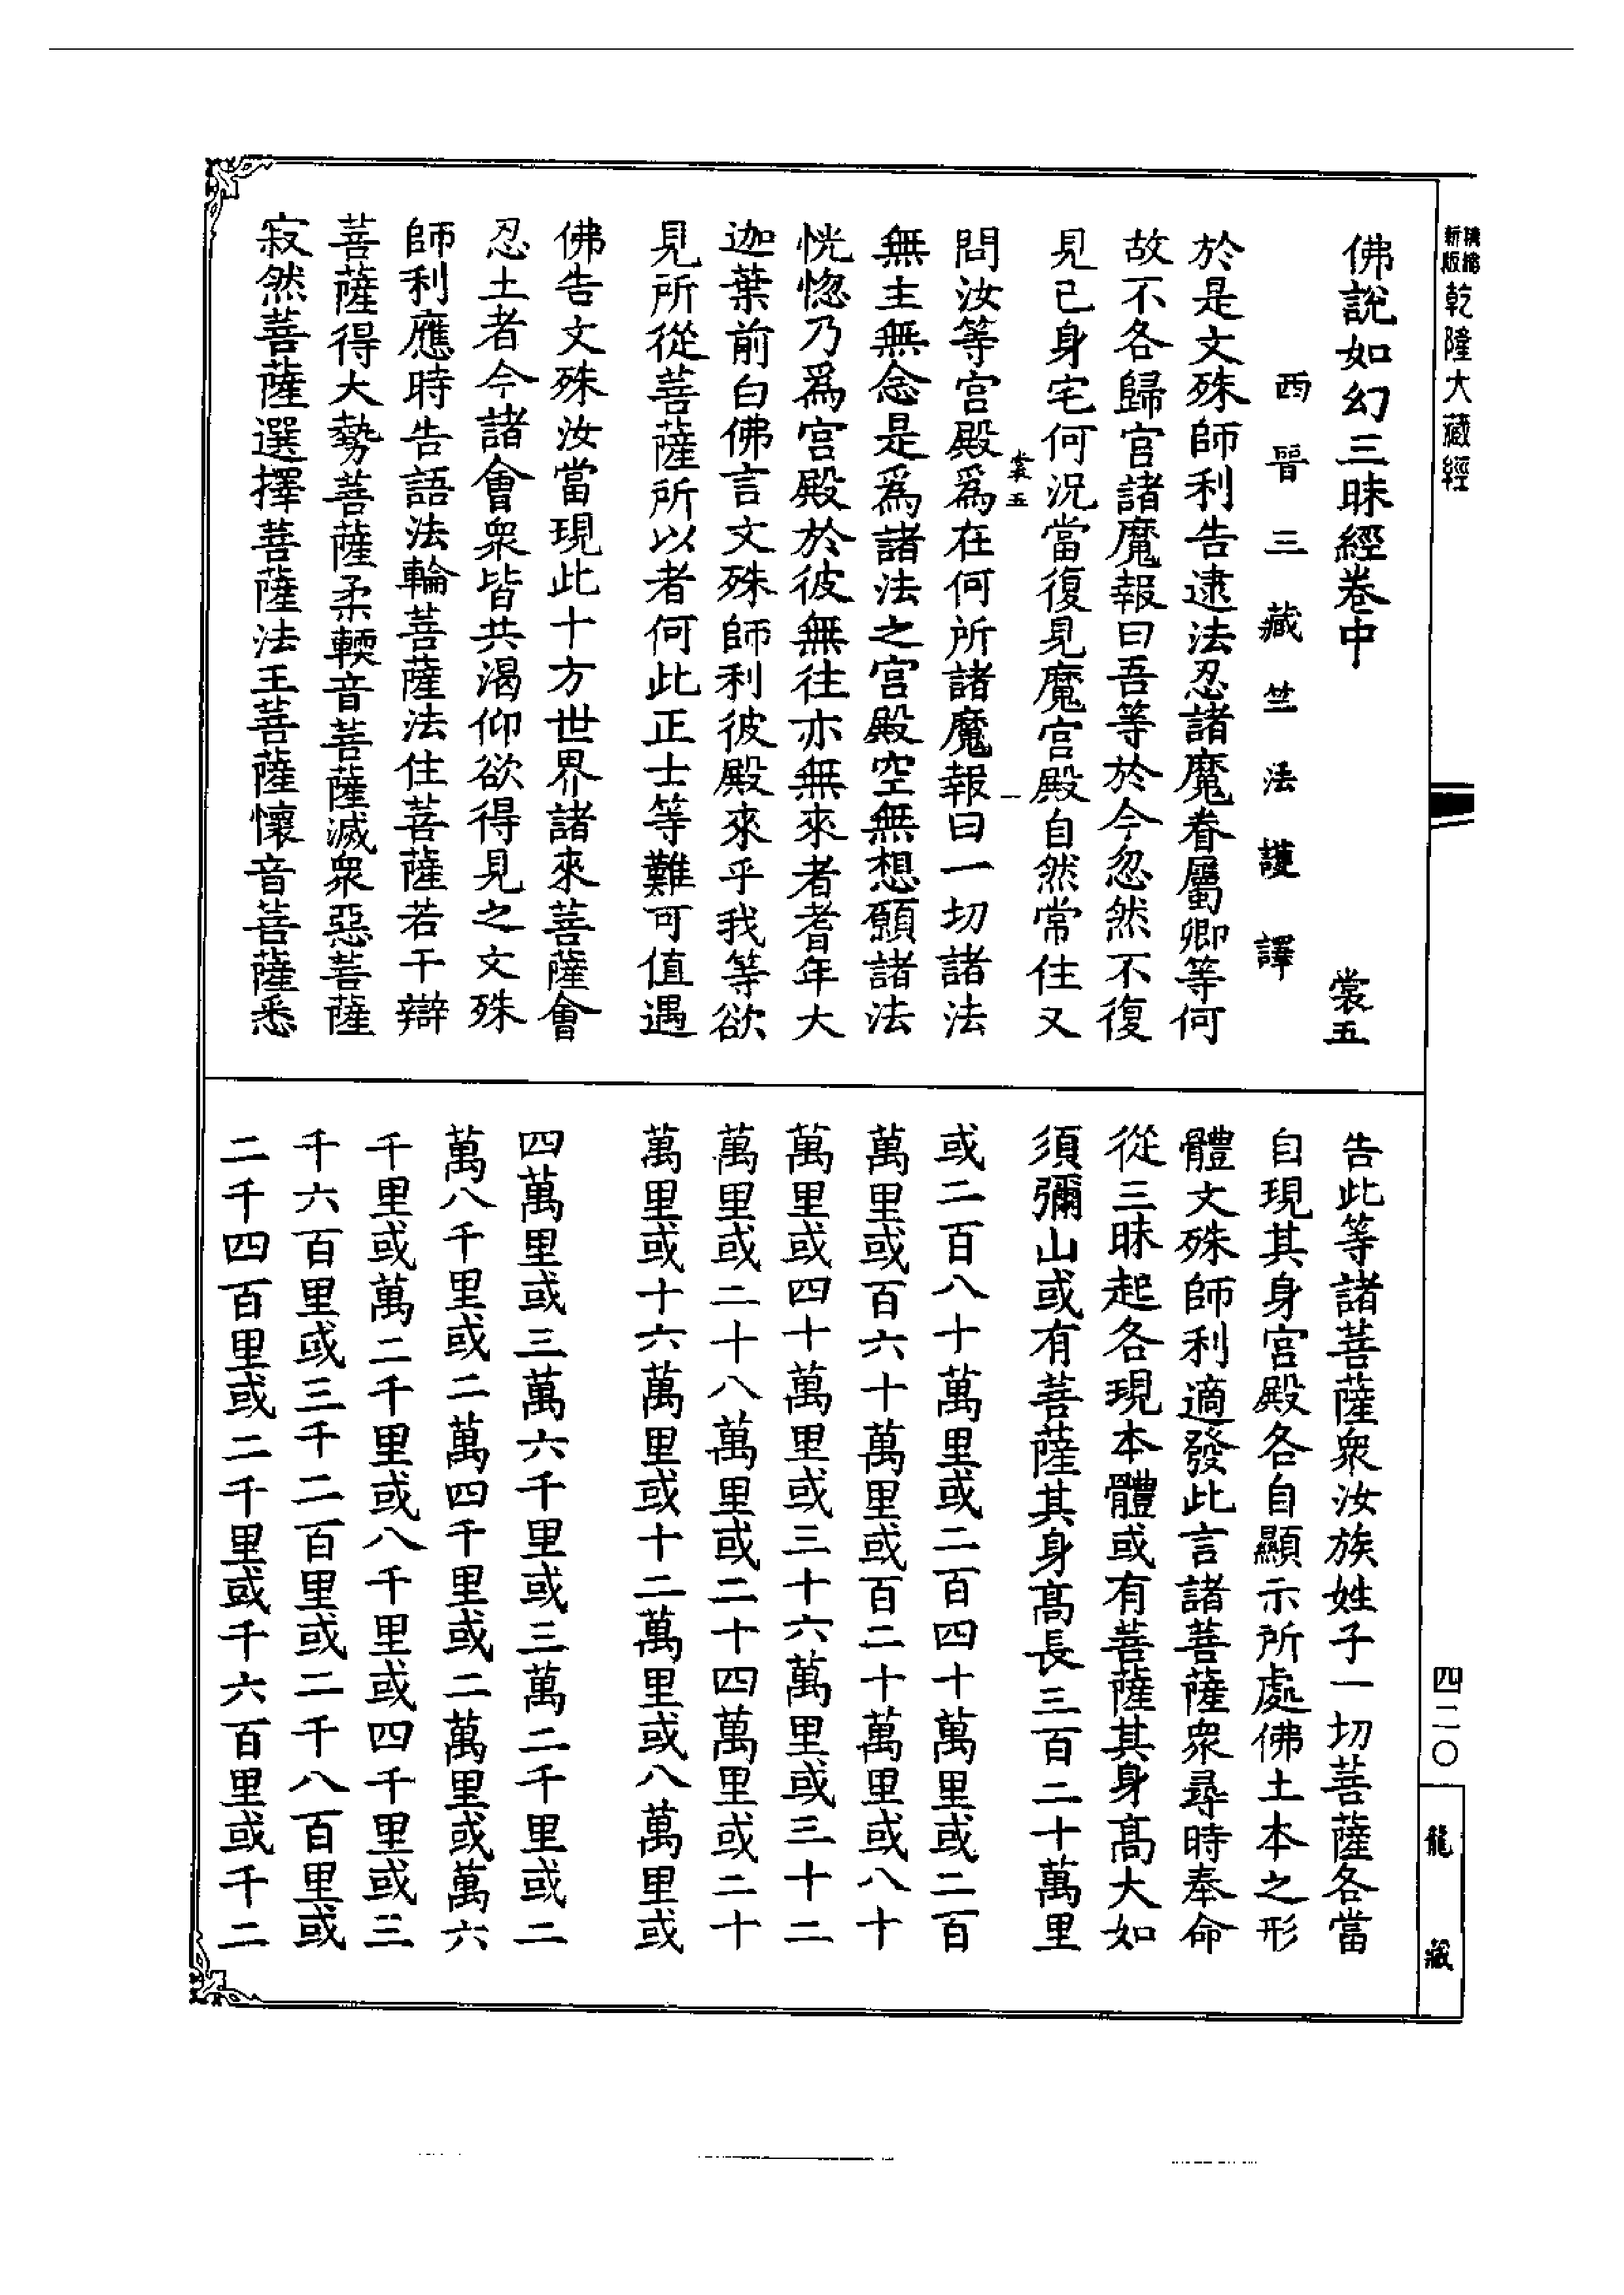 精縮新版乾隆大藏經
佛說如幻三昧經卷中 裳五
西晉三藏竺法護譯
於是文殊師利告逮法忍諸魔眷屬卿等何
故不各歸官諸魔報曰吾等於今忽然不復
見己身宅何況當復見魔宮殿自然常住又
裳五 一
問汝等宮殿爲在何所諸魔報曰一切諸法
無主無念是爲諸法之宮殿空無想願諸法
恍惚乃爲宮殿於彼無往亦無來者耆年大
迦葉前白佛言文殊師利彼殿來乎我等欲
見所從菩薩所以者何此正士等難可值遇
佛告文殊汝當現此十方世界諸來菩薩會
忍土者今諸會衆皆共渴仰欲得見之文殊
師利應時告語法輪菩薩法住菩薩若干辯
菩薩得大勢菩薩柔輭音菩薩滅衆惡菩薩
寂然菩薩選擇菩薩法王菩薩懷音菩薩悉
告此等諸菩薩衆汝族姓子一切菩薩各當
自現其身宮殿各自顯示所處佛土本之形
體文殊師利適發此言諸菩薩衆尋時奉命
從三昧起各現本體或有菩薩其身高大如
須彌山或有菩薩其身高長三百二十萬里
或二百八十萬里或二百四十萬里或二百
萬里或百六十萬里或百二十萬里或八十
萬里或四十萬里或三十六萬里或三十二
萬里或二十八萬里或二十四萬里或二十
萬里或十六萬里或十二萬里或八萬里或
四萬里或三萬六千里或三萬二千里或二
萬八千里或二萬四千里或二萬里或萬六
千里或萬二千里或八千里或四千里或三
千六百里或三千二百里或二千八百里或
二千四百里或二千里或千六百里或千二
四二〇
龍藏